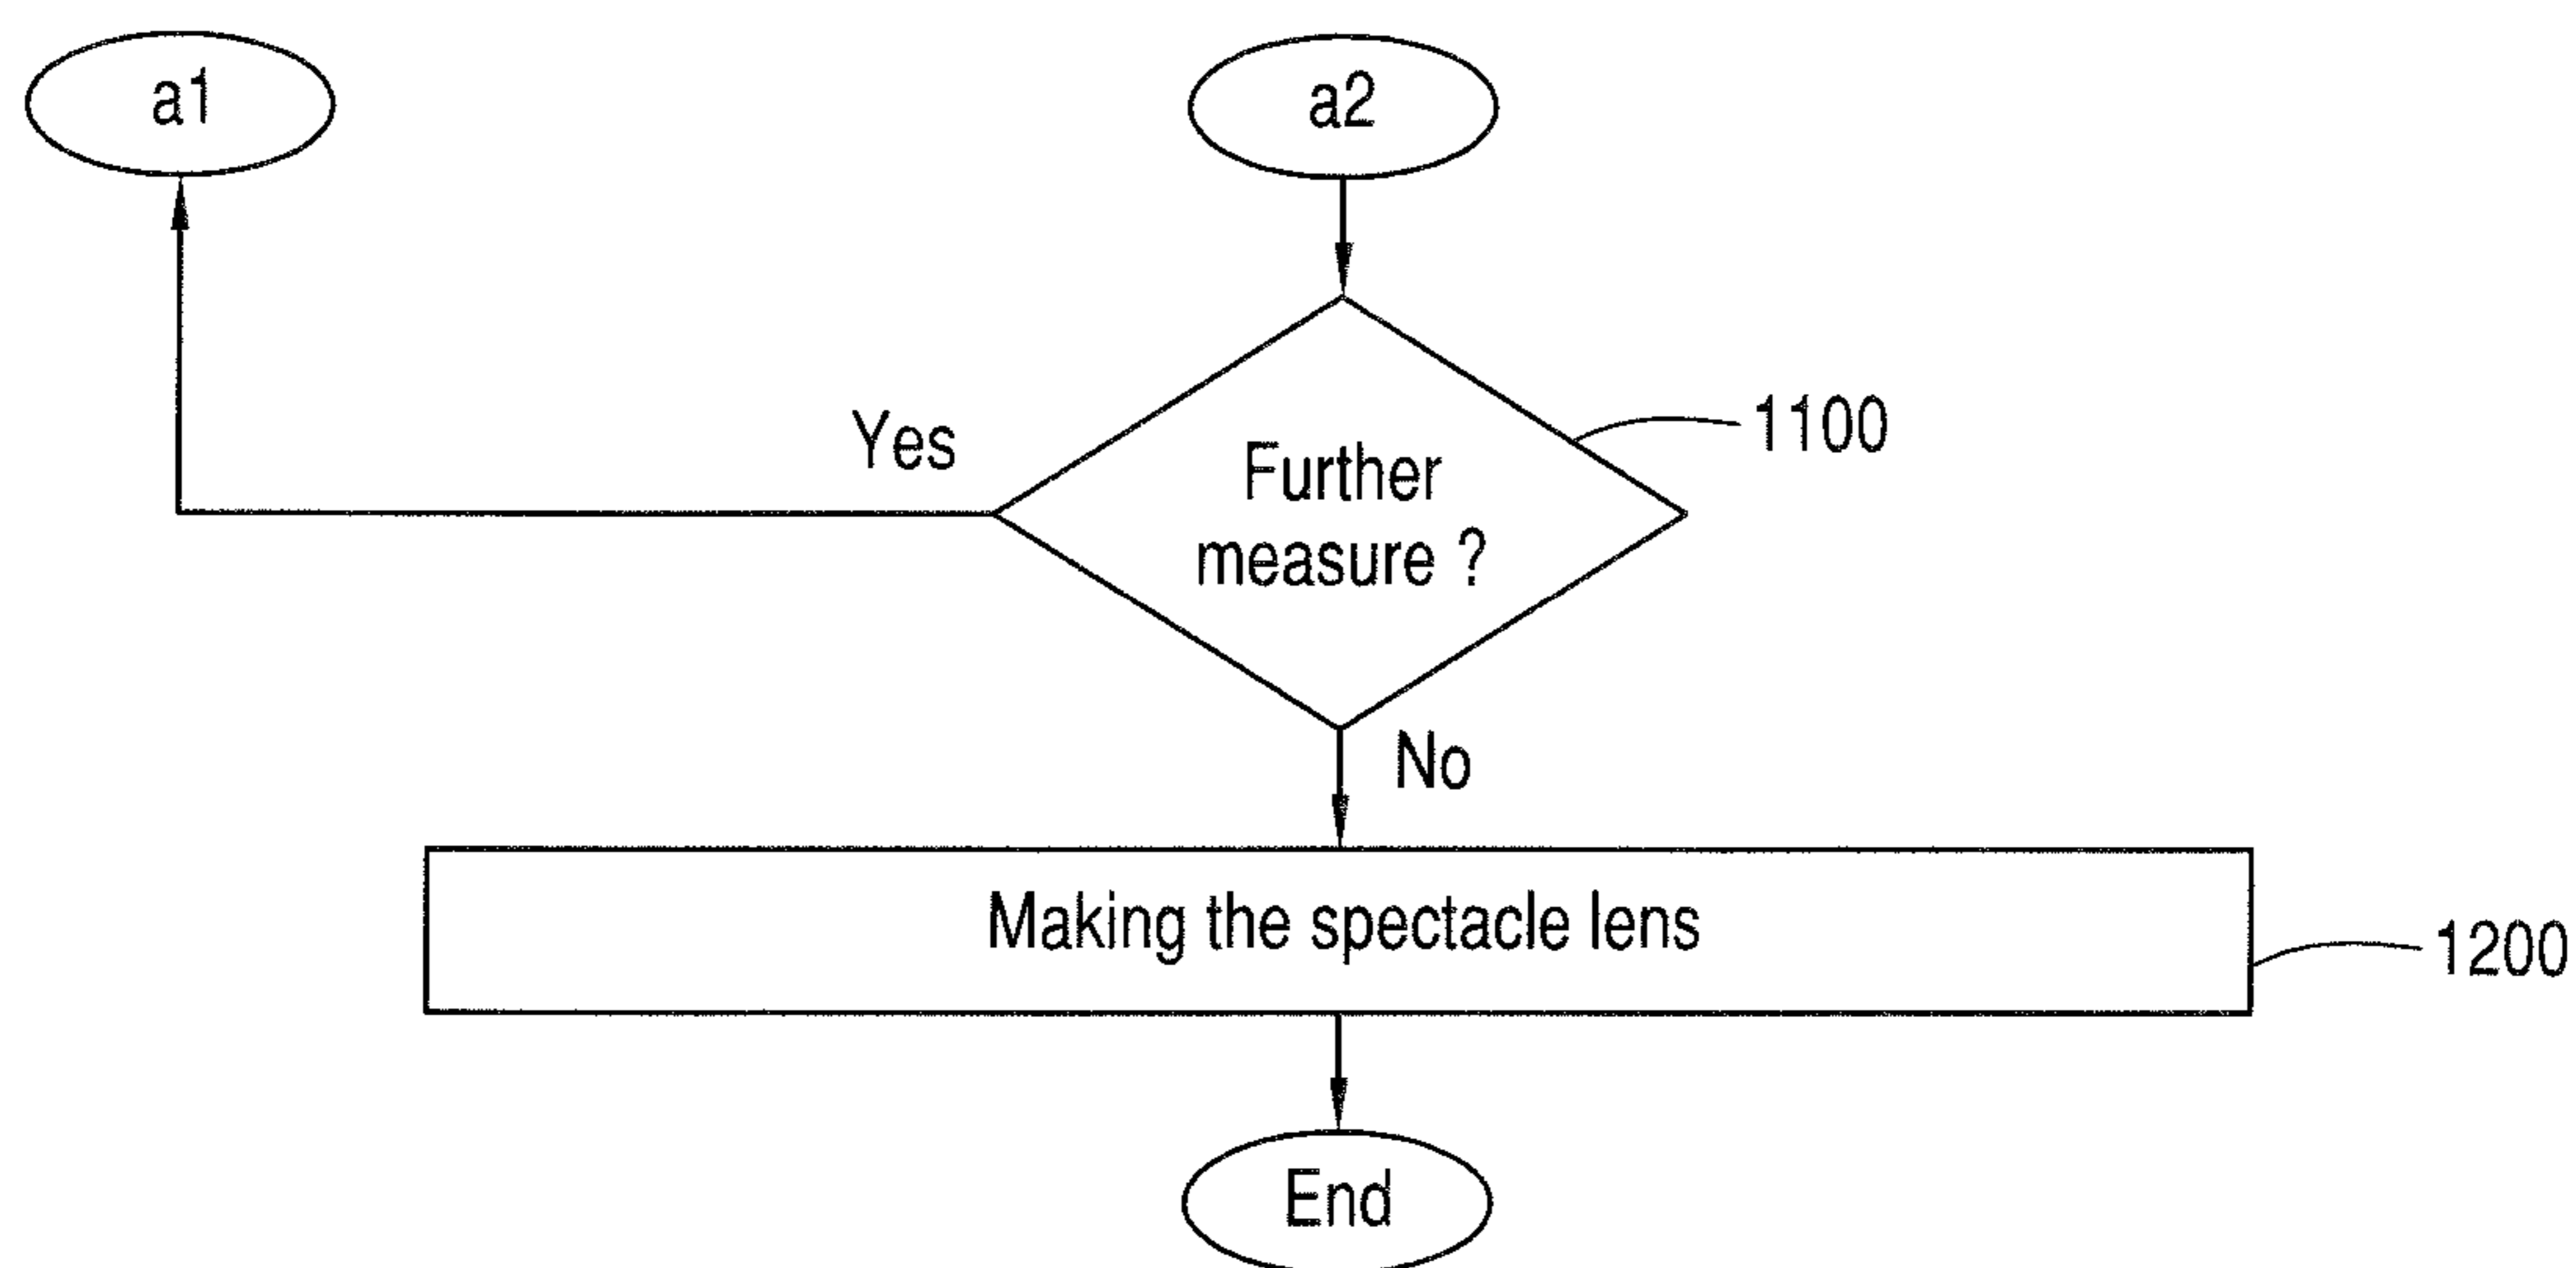 a1
a2
Yes
1100
Further
measure ?
No
Making the spectacle lens
1200
End